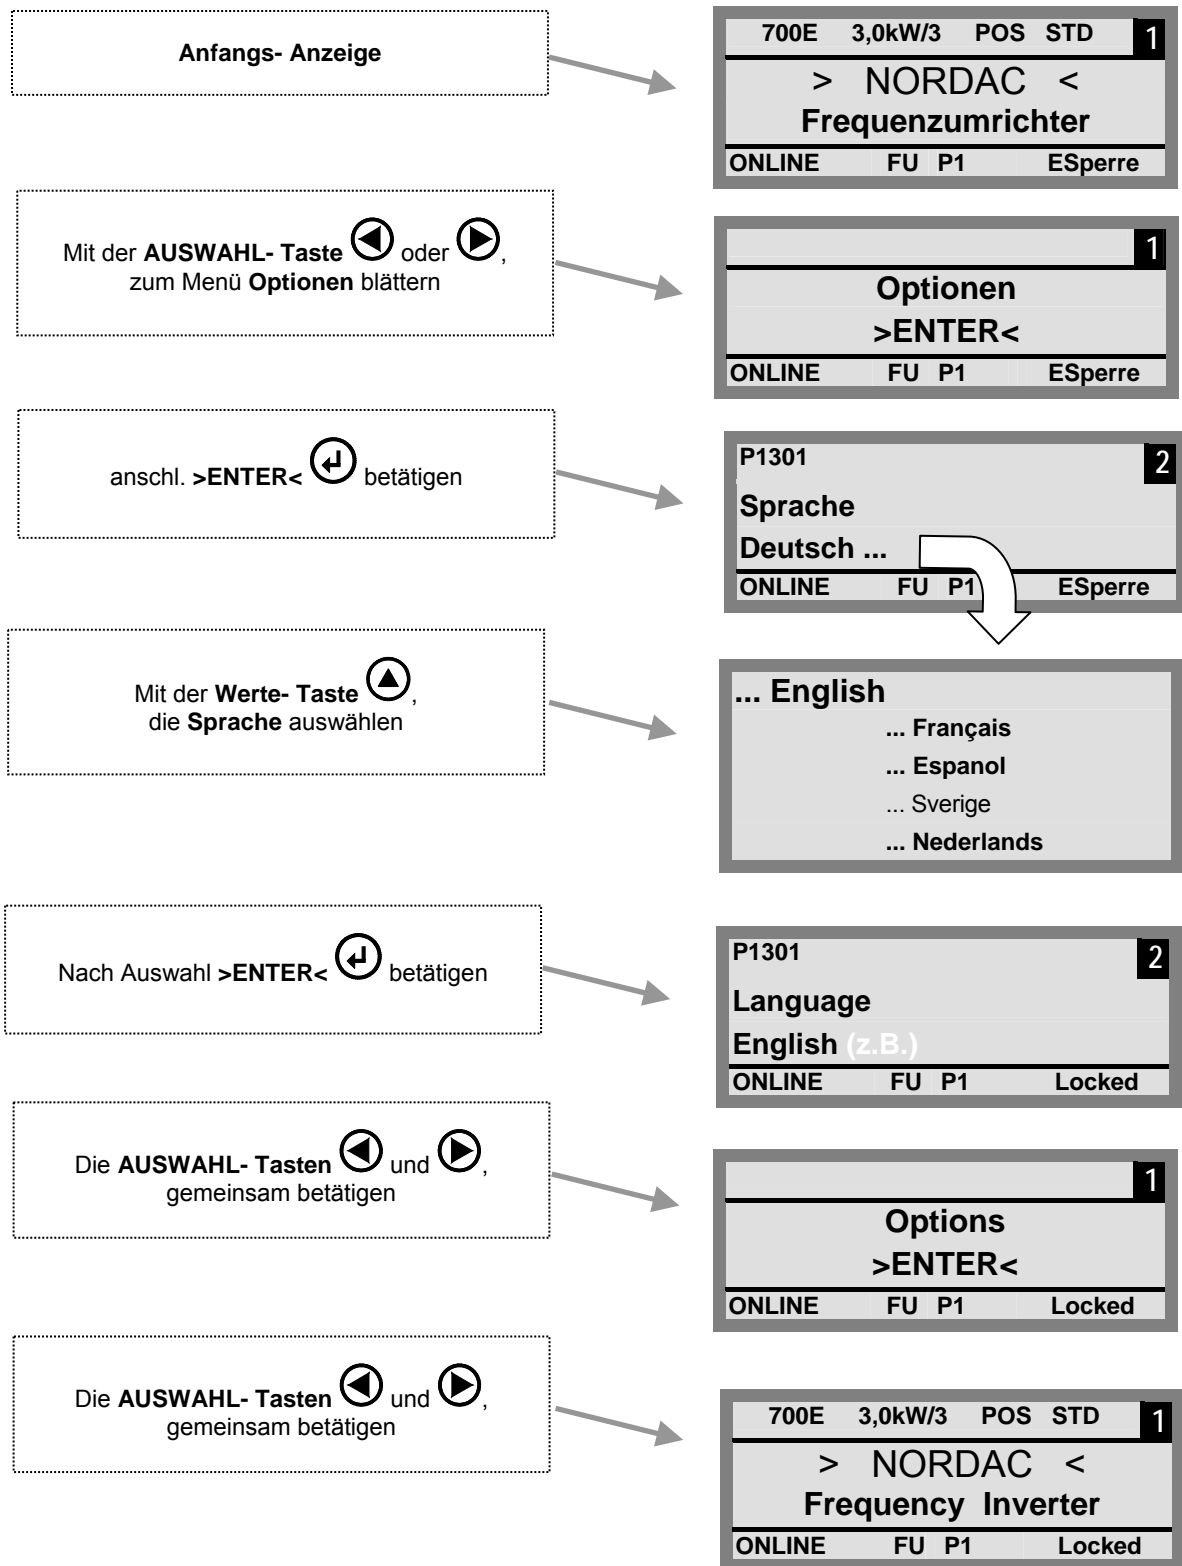 Anfangs- Anzeige
700E 3,0kW/3 POS STD 1
> NORDAC <
Frequenzumrichter
ONLINE FU P1 ESperre
Mit der AUSWAHL- Taste oder ,
zum Menü Optionen blättern
1
Optionen
>ENTER<
ONLINE FU P1 ESperre
anschl. >ENTER< betätigen
P1301 2
Sprache
Deutsch ...
ONLINE FU P1 ESperre
Mit der Werte- Taste ,
die Sprache auswählen
... English
... Français
... Espanol
... Sverige
... Nederlands
Nach Auswahl >ENTER< betätigen
P1301 2
Language
English (z.B.)
ONLINE FU P1 Locked
Die AUSWAHL- Tasten und ,
gemeinsam betätigen
1
Options
>ENTER<
ONLINE FU P1 Locked
Die AUSWAHL- Tasten und ,
gemeinsam betätigen
700E 3,0kW/3 POS STD 1
> NORDAC <
Frequency Inverter
ONLINE FU P1 Locked